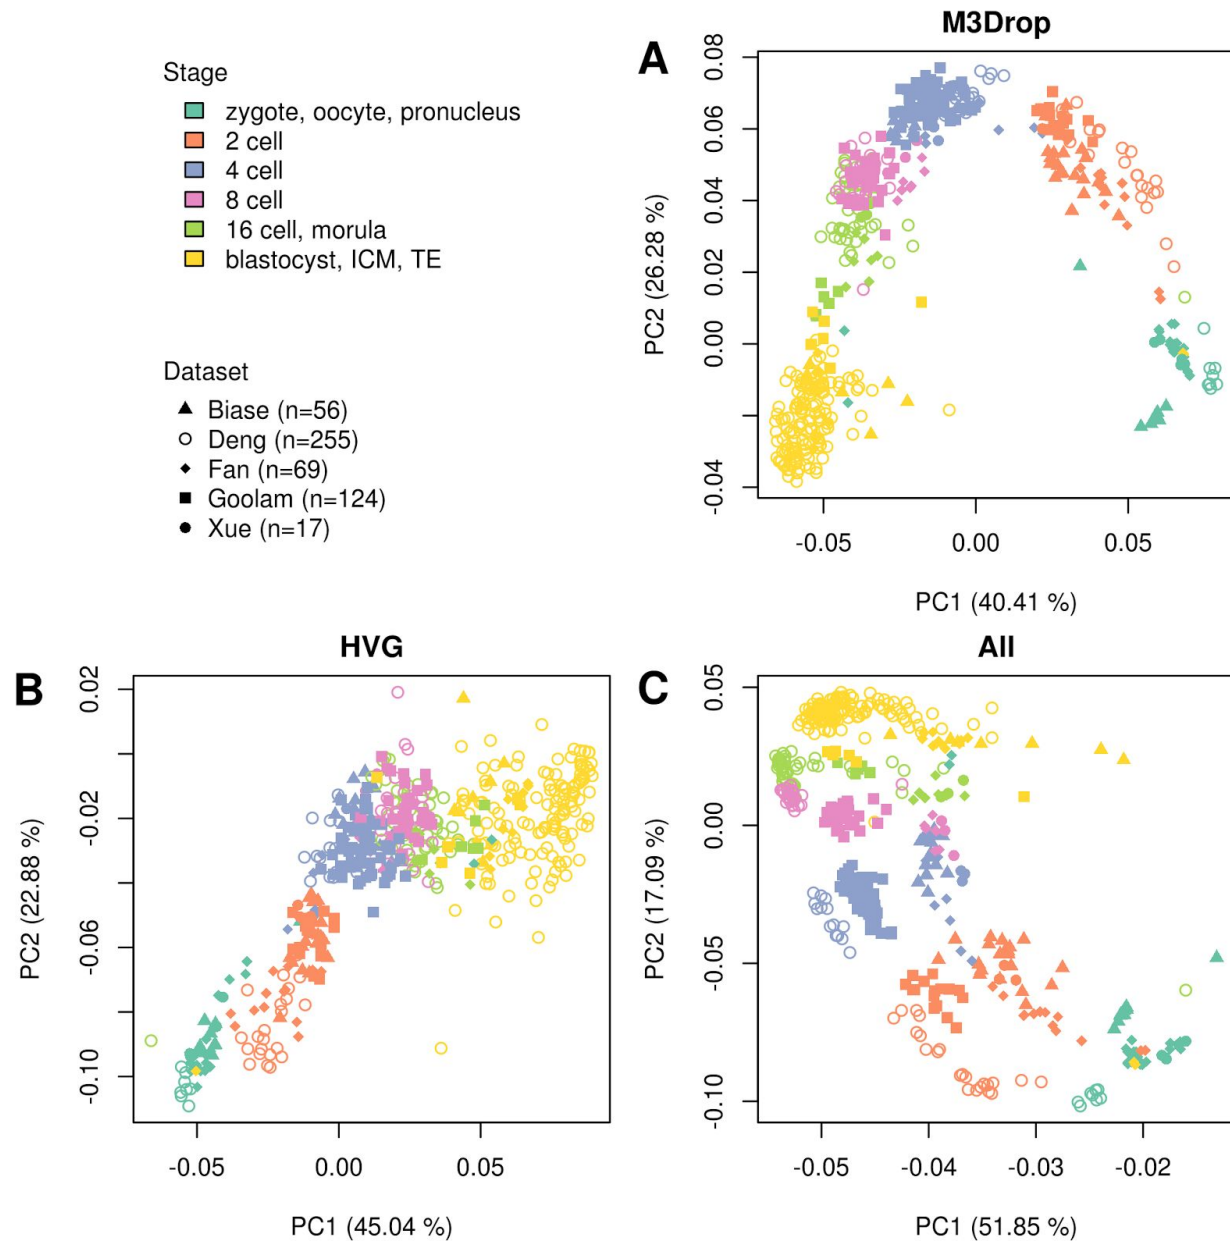 Stage
zygote, oocyte, pronucleus
2 cell
4 cell
8 cell
16 cell, morula
blastocyst, ICM, TE
Dataset
Biase (n=56)
Deng (n=255)
Fan (n=69)
Goolam (n=124)
Xue (n=17)
A
M3Drop
0.08
0.06
0.04
0.02
0.00
-0.04
PC2 (26.28 %)
-0.05 0.00 0.05
PC1 (40.41 %)
B
HVG
0.02
-0.02
-0.06
-0.10
PC2 (22.88 %)
-0.05 0.00 0.05
PC1 (45.04 %)
C
All
0.05
0.00
-0.05
-0.10
PC2 (17.09 %)
-0.05 -0.04 -0.03 -0.02
PC1 (51.85 %)